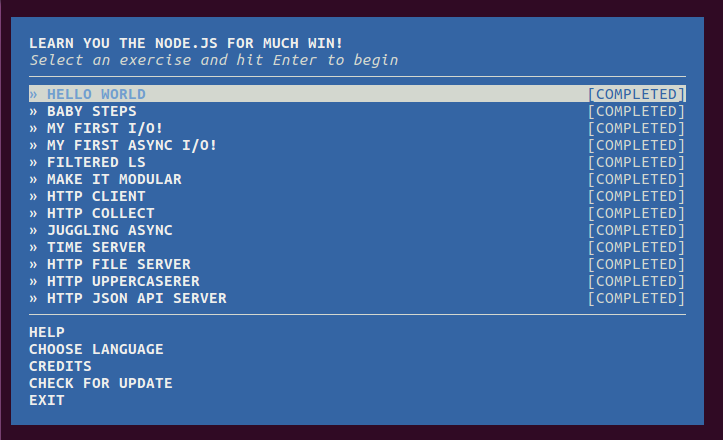 LEARN YOU THE NODE.JS FOR MUCH WIN!
Select an exercise and hit Enter to begin
» HELLO WORLD [COMPLETED]
» BABY STEPS [COMPLETED]
» MY FIRST I/O! [COMPLETED]
» MY FIRST ASYNC I/O! [COMPLETED]
» FILTERED LS [COMPLETED]
» MAKE IT MODULAR [COMPLETED]
» HTTP CLIENT [COMPLETED]
» HTTP COLLECT [COMPLETED]
» JUGGLING ASYNC [COMPLETED]
» TIME SERVER [COMPLETED]
» HTTP FILE SERVER [COMPLETED]
» HTTP UPPERCASERER [COMPLETED]
» HTTP JSON API SERVER [COMPLETED]
HELP
CHOOSE LANGUAGE
CREDITS
CHECK FOR UPDATE
EXIT